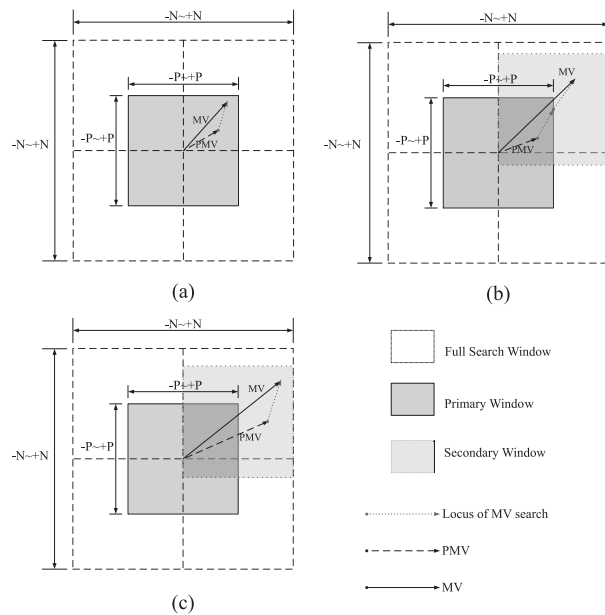 -N~+N
-P~+P
-N~+N
-P~+P
MV
PMV
(a)
-N~+N
-P~+P
-N~+N
-P~+P
MV
PMV
(b)
-N~+N
-P~+P
-N~+N
-P~+P
MV
PMV
(c)
Full Search Window
Primary Window
Secondary Window
Locus of MV search
PMV
MV